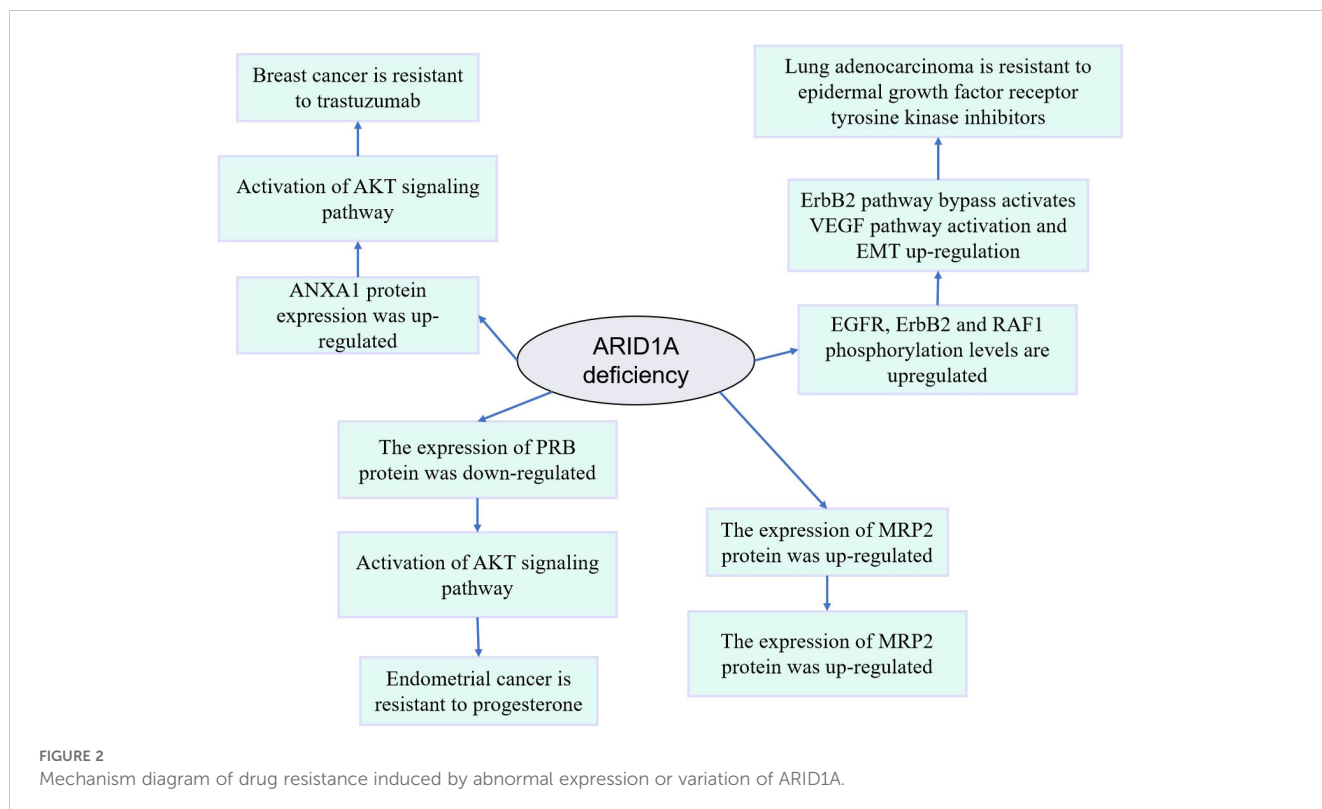 Breast cancer is resistant
to trastuzumab
Activation of AKT signaling
pathway
ANXA1 protein
expression was up-
regulated
Lung adenocarcinoma is resistant to
epidermal growth factor receptor
tyrosine kinase inhibitors
ErbB2 pathway bypass activates
VEGF pathway activation and
EMT up-regulation
EGFR, ErbB2 and RAF1
phosphorylation levels are
upregulated
ARID1A
deficiency
The expression of PRB
protein was down-regulated
Activation of AKT signaling
pathway
Endometrial cancer is
resistant to progesterone
The expression of MRP2
protein was up-regulated
The expression of MRP2
protein was up-regulated
FIGURE 2
Mechanism diagram of drug resistance induced by abnormal expression or variation of ARID1A.